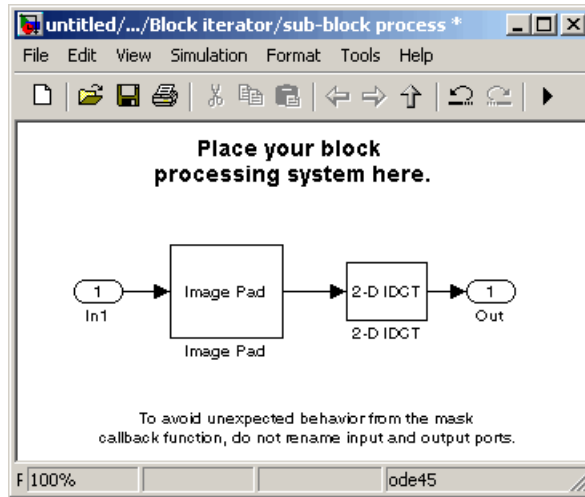 untitled/.../Block iterator/sub-block process *
File Edit View Simulation Format Tools Help
Place your block
processing system here.
1 Image Pad 2-D IDCT 1
In1 Image Pad 2-D IDCT Out
To avoid unexpected behavior from the mask
callback function, do not rename input and output ports.
F 100% ode45